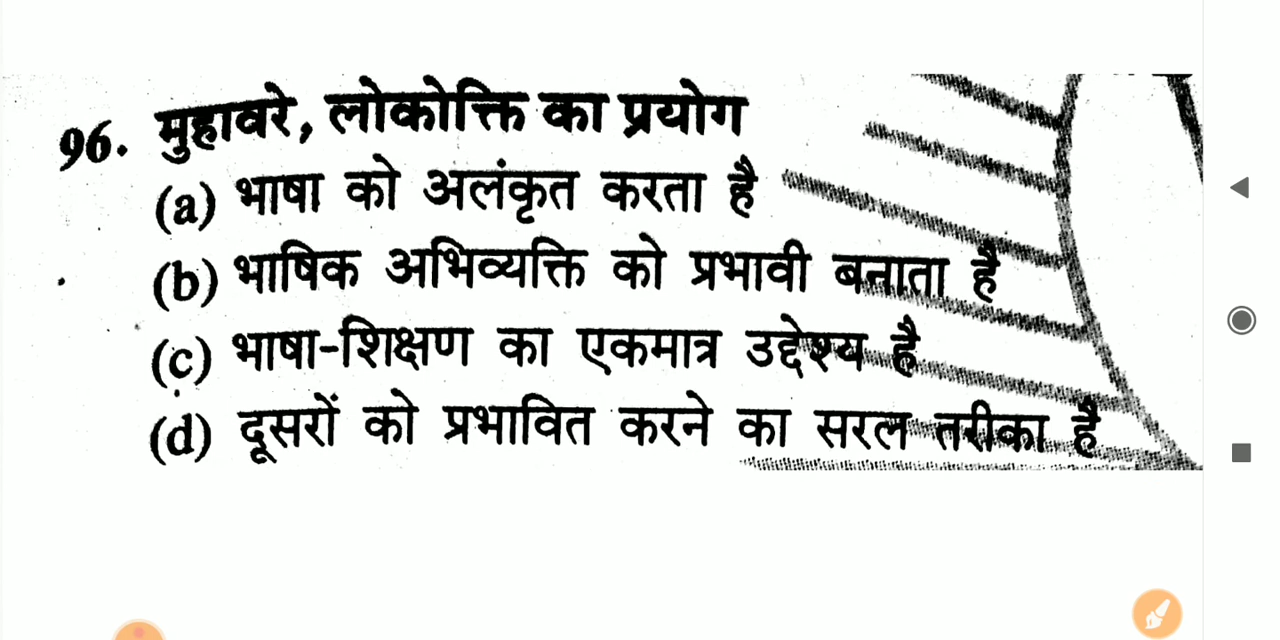 96. मुहावरे, लोकोक्ति का प्रयोग
(a) भाषा को अलंकृत करता है
(b) भाषिक अभिव्यक्ति को प्रभावी बनाता है
(c) भाषा-शिक्षण का एकमात्र उद्देश्य है
(d) दूसरों को प्रभावित करने का सरल तरीका है